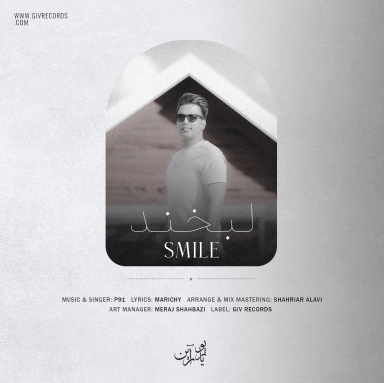 WWW.GIVRECORDS
.COM
لبخند
SMILE
MUSIC & SINGER: P91 LYRICS: MARICHY ARRANGE & MIX MASTERING: SHAHRIAR ALAVI
ART MANAGER: MERAJ SHAHBAZI LABEL: GIV RECORDS